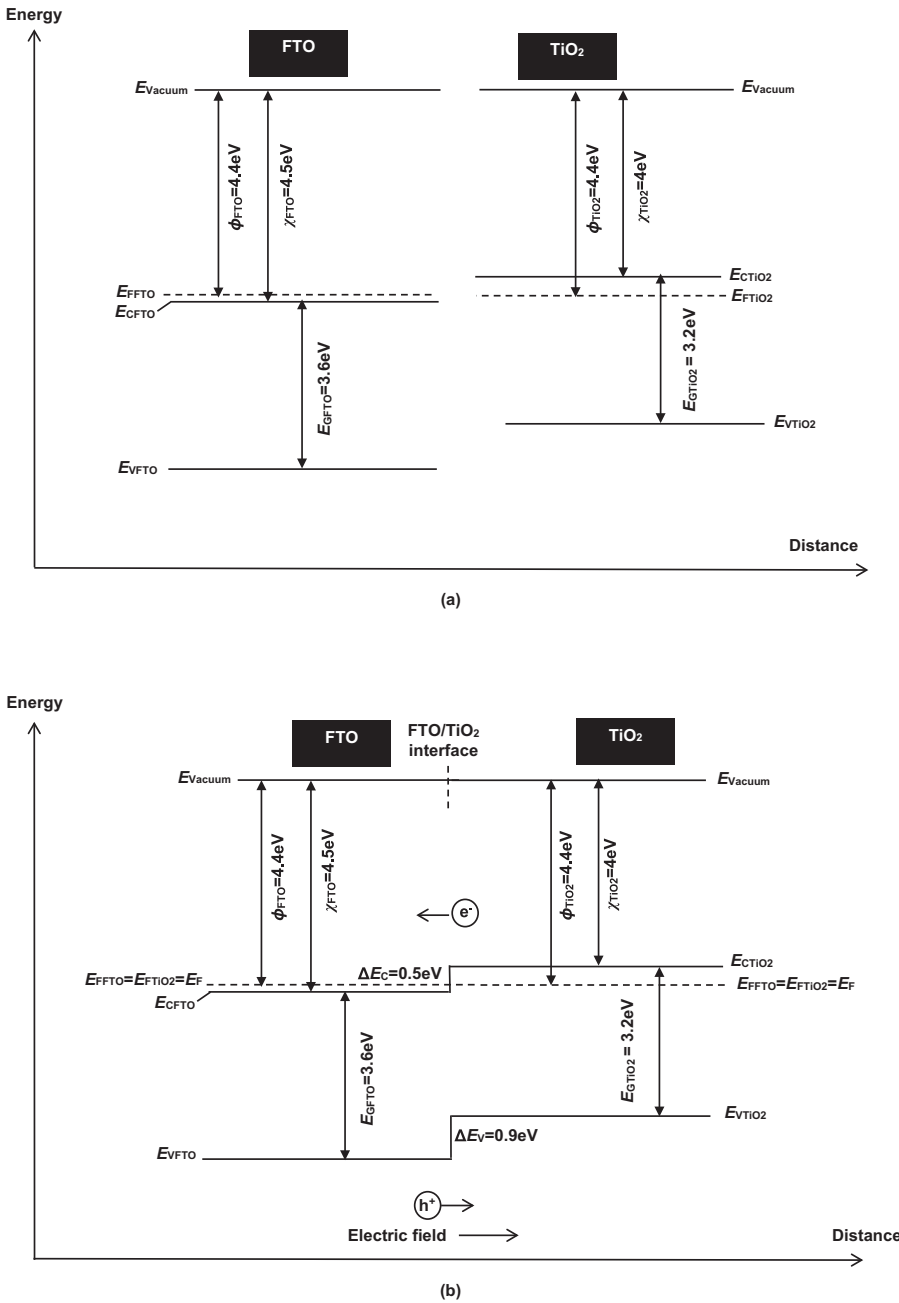 Energy
FTO
TiO₂
EVacuum
EVacuum
ϕFTO=4.4eV
χFTO=4.5eV
ϕTiO2=4.4eV
χTiO2=4eV
EFFTO
ECFTO
ECTiO2
EFTiO2
EGFTO=3.6eV
EGTiO2 = 3.2eV
EVTiO2
EVFTO
Distance
(a)
Energy
FTO
FTO/TiO₂
interface
TiO₂
EVacuum
EVacuum
ϕFTO=4.4eV
χFTO=4.5eV
ϕTiO2=4.4eV
χTiO2=4eV
e-
EFFTO=EFTiO2=EF
ΔEC=0.5eV
ECTiO2
EFFTO=EFTiO2=EF
ECFTO
EGFTO=3.6eV
EGTiO2 = 3.2eV
EVTiO2
ΔEV=0.9eV
EVFTO
h+
Electric field
Distance
(b)